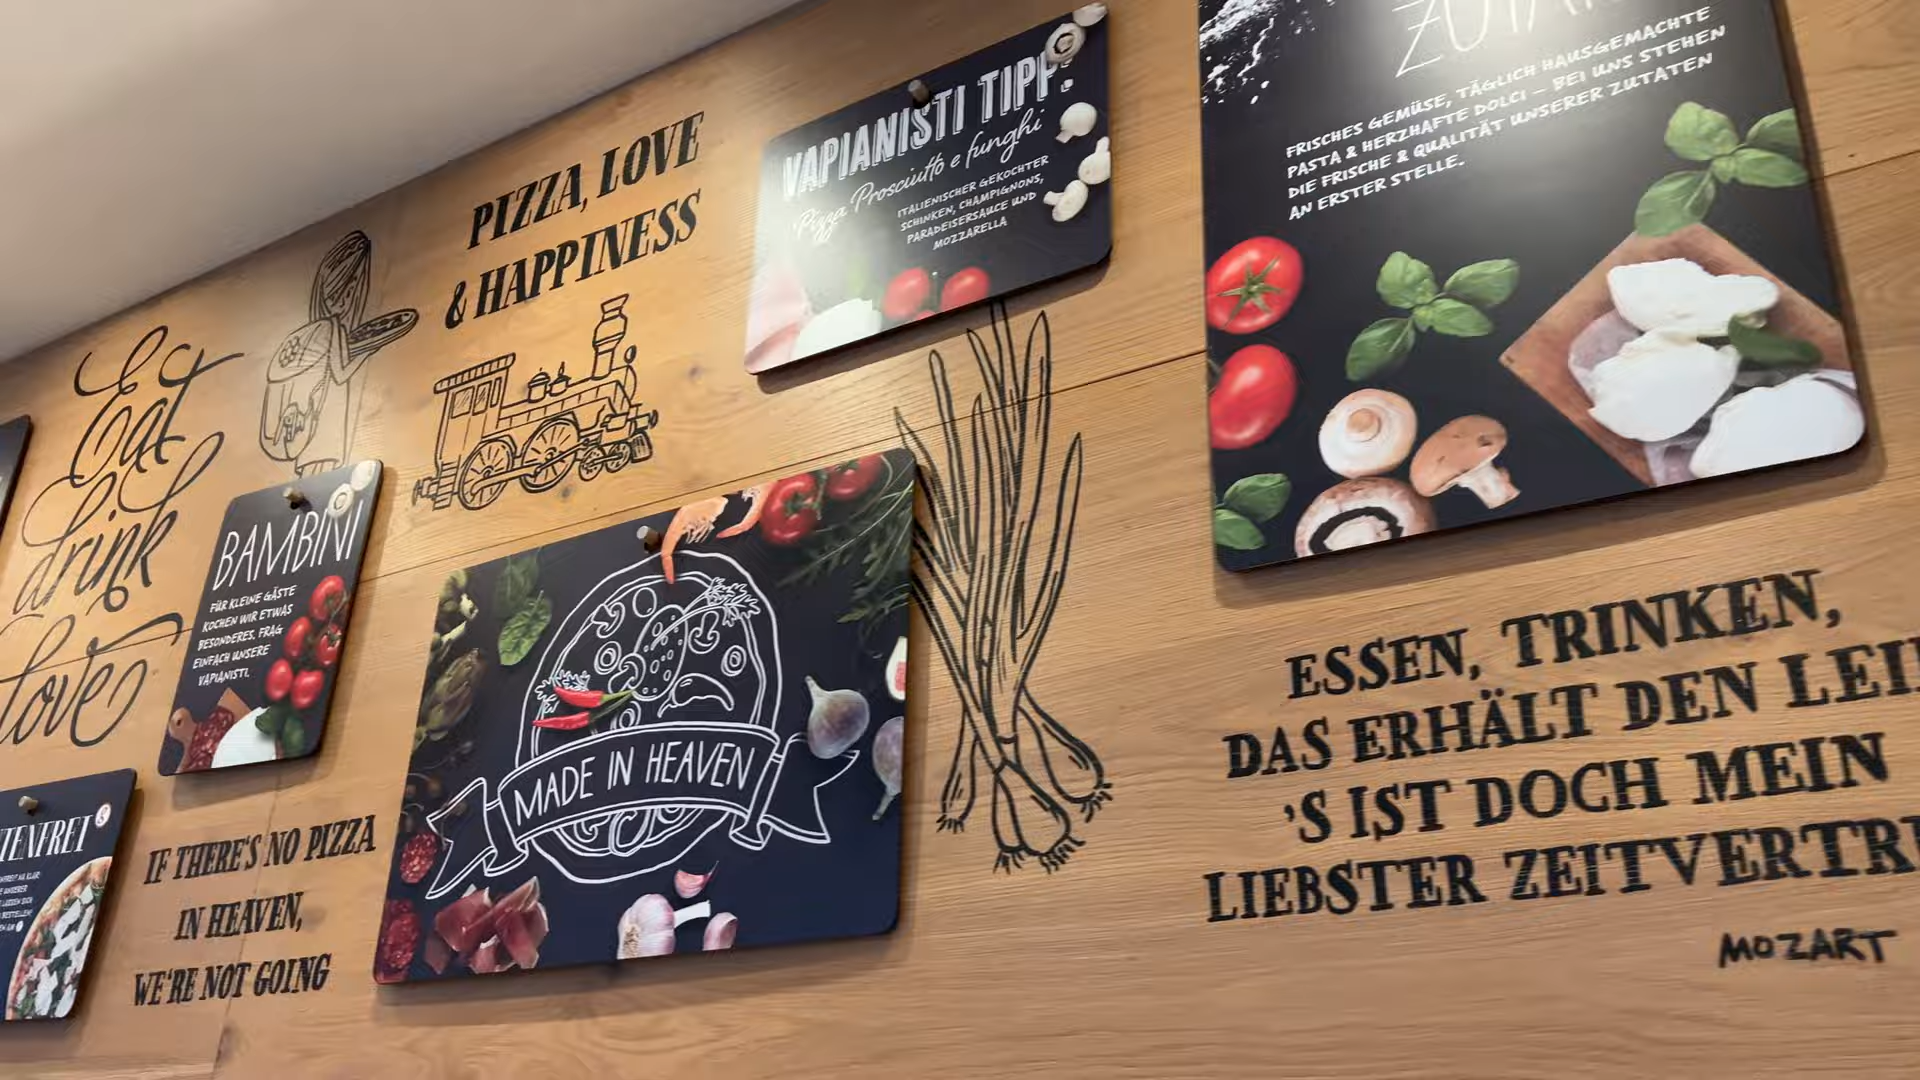 Eat
drink
love
PIZZA, LOVE
& HAPPINESS
VAPIANISTI TIPP:
Pizza Prosciutto e funghi
ITALIENISCHER GEKOCHTER
SCHINKEN, CHAMPIGNONS,
PARADEISERSAUCE UND
MOZZARELLA
FRISCHES GEMÜSE, TÄGLICH HAUSGEMACHTE
PASTA & HERZHAFTE DOLCI – BEI UNS STEHEN
DIE FRISCHE & QUALITÄT UNSERER ZUTATEN
AN ERSTER STELLE.
BAMBINI
FÜR KLEINE GÄSTE
KOCHEN WIR ETWAS
BESONDERES. FRAG
EINFACH UNSERE
VAPIANISTI.
MADE IN HEAVEN
IF THERE'S NO PIZZA
IN HEAVEN,
WE'RE NOT GOING
ESSEN, TRINKEN,
DAS ERHÄLT DEN
'S IST DOCH MEIN
LIEBSTER
MOZART